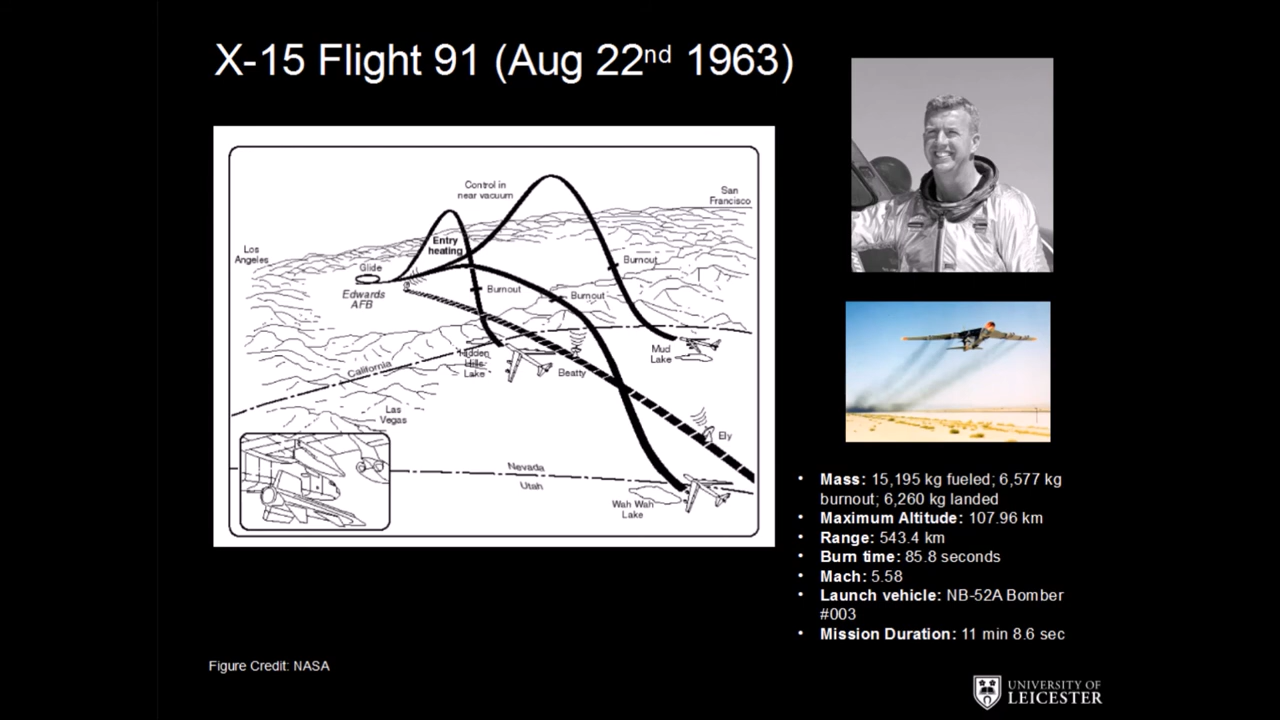 X-15 Flight 91 (Aug 22nd 1963)
Control in
near vacuum
San
Francisco
Los
Angeles
Entry
heating
Glide
Edwards
AFB
Burnout
Burnout
Burnout
Hidden
Hills
Lake
Mud
Lake
Beatty
California
Las
Vegas
Ely
Nevada
Utah
Wah Wah
Lake
• Mass: 15,195 kg fueled; 6,577 kg
burnout; 6,260 kg landed
• Maximum Altitude: 107.96 km
• Range: 543.4 km
• Burn time: 85.8 seconds
• Mach: 5.58
• Launch vehicle: NB-52A Bomber
#003
• Mission Duration: 11 min 8.6 sec
Figure Credit: NASA
UNIVERSITY OF
LEICESTER